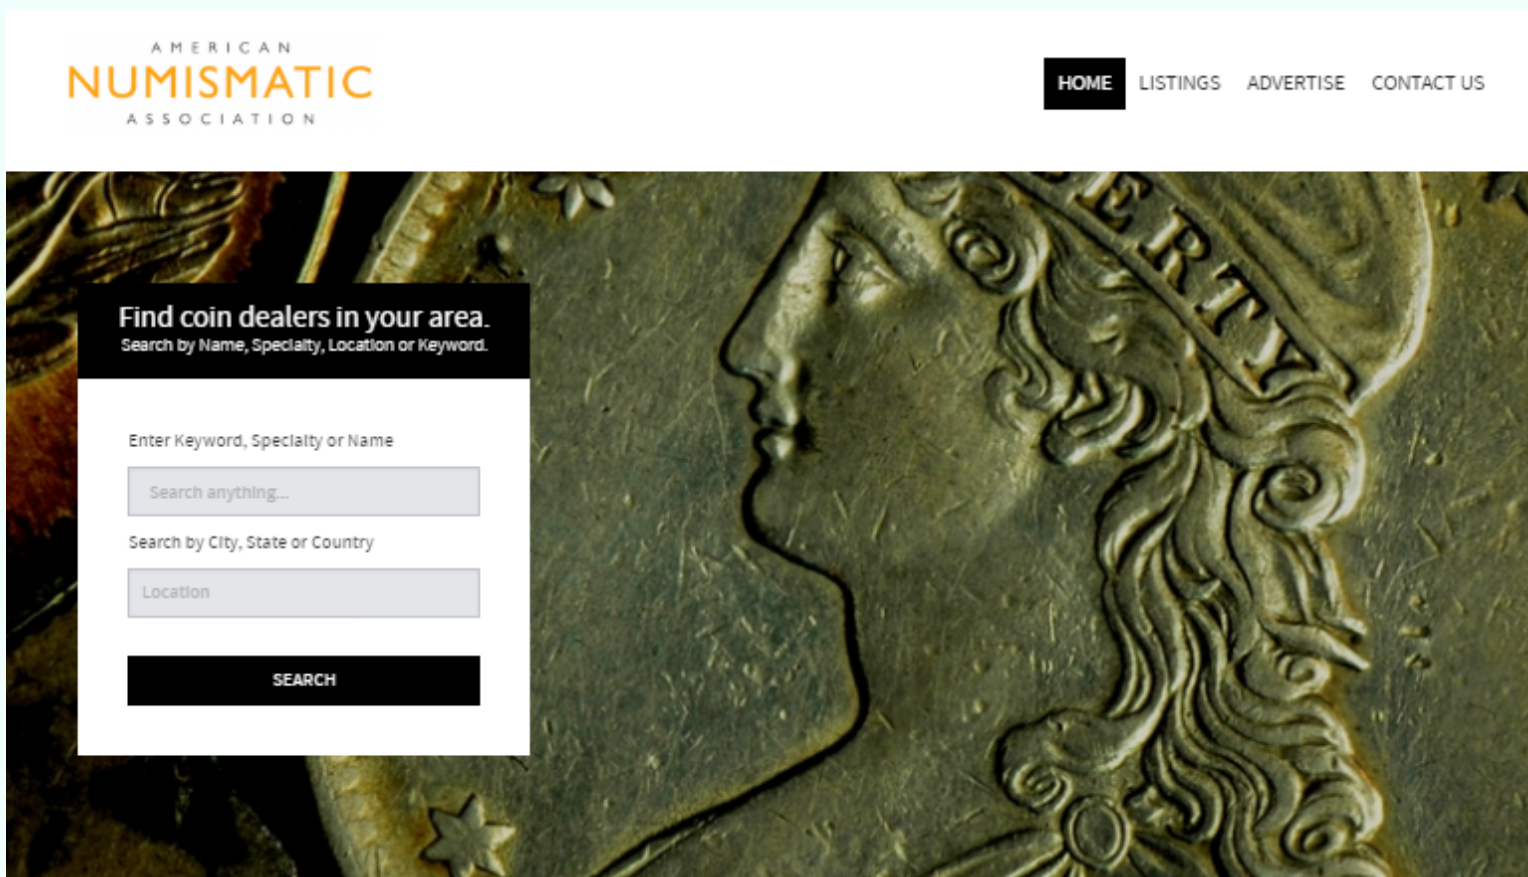 AMERICAN
NUMISMATIC
ASSOCIATION
HOME LISTINGS ADVERTISE CONTACT US
ERTY
Find coin dealers in your area.
Search by Name, Specialty, Location or Keyword.
Enter Keyword, Specialty or Name
Search anything...
Search by City, State or Country
Location
SEARCH